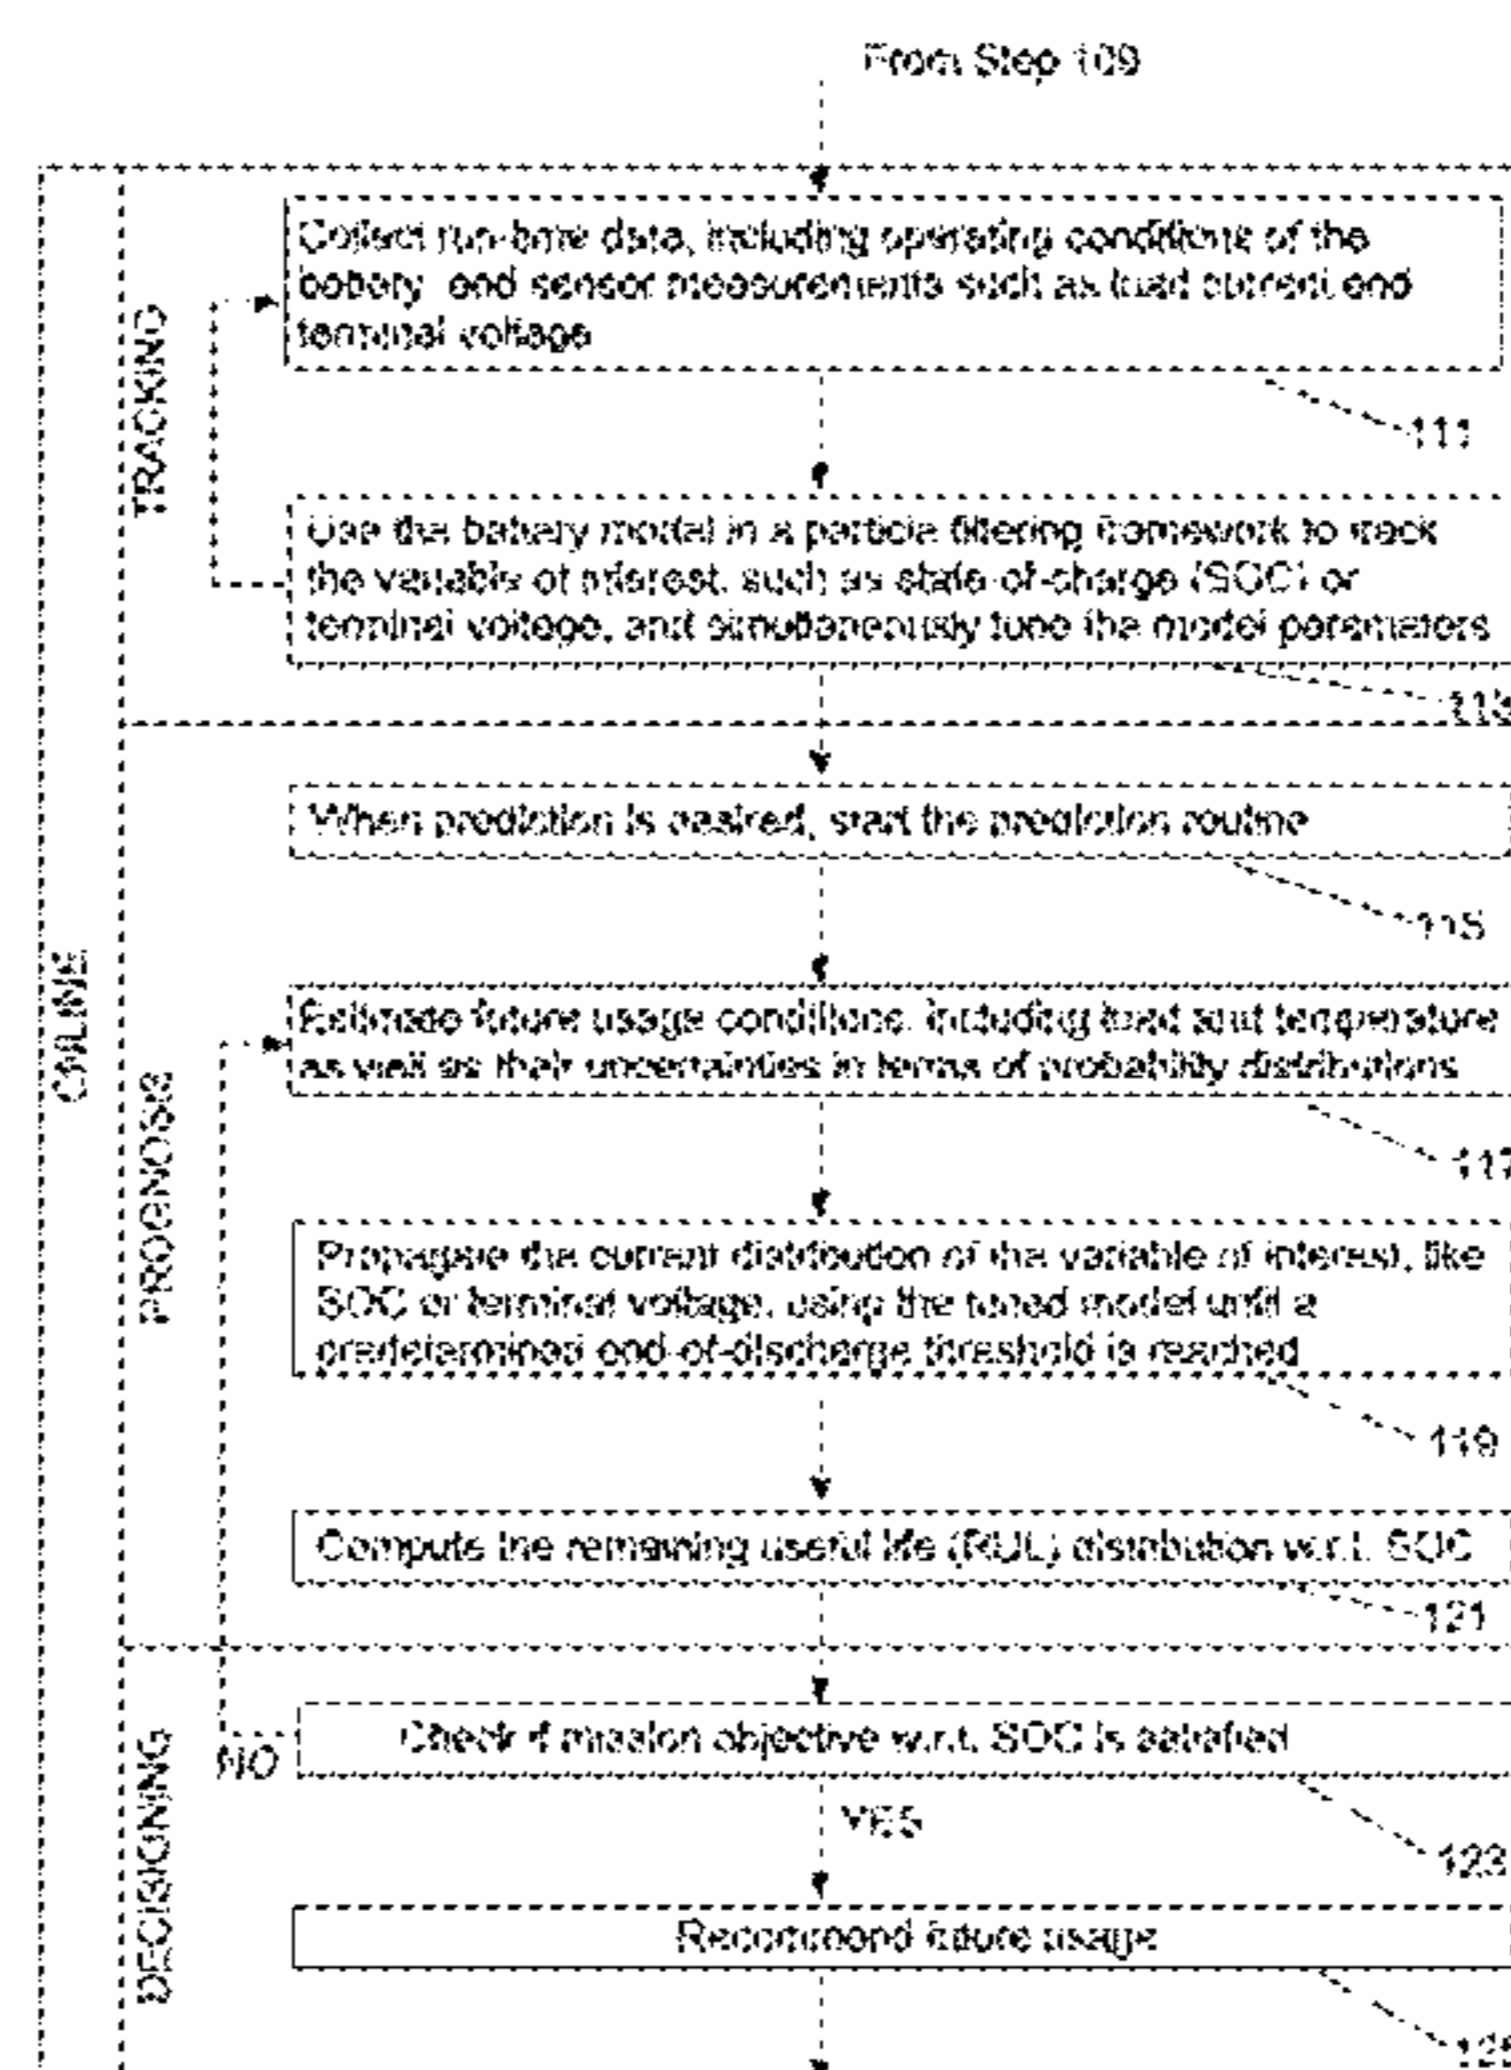 From Step 109
Collect run-time data, including operating conditions of the
battery and sensor measurements such as load current and
terminal voltage
111
TRACKING
Use the battery model in a particle filtering framework to track
the variable of interest, such as state-of-charge (SOC) or
terminal voltage, and simultaneously tune the model parameters
113
When prediction is desired, start the prediction routine
115
ONLINE
Estimate future usage conditions, including load and temperature
as well as their uncertainties in terms of probability distributions
117
PROGNOSIS
Propagate the current distribution of the variable of interest, like
SOC or terminal voltage, using the tuned model until a
predetermined end-of-discharge threshold is reached
119
Compute the remaining useful life (RUL) distribution w.r.t. SOC
121
Check if mission objective w.r.t. SOC is satisfied
NO
YES
123
DECISIONING
Recommend future usage